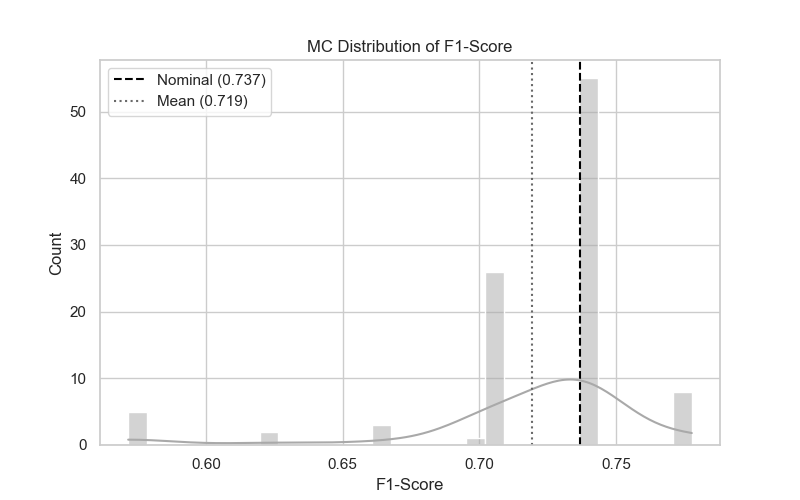 MC Distribution of F1-Score
Nominal (0.737)
Mean (0.719)
50
40
30
20
10
0
Count
0.60 0.65 0.70 0.75
F1-Score